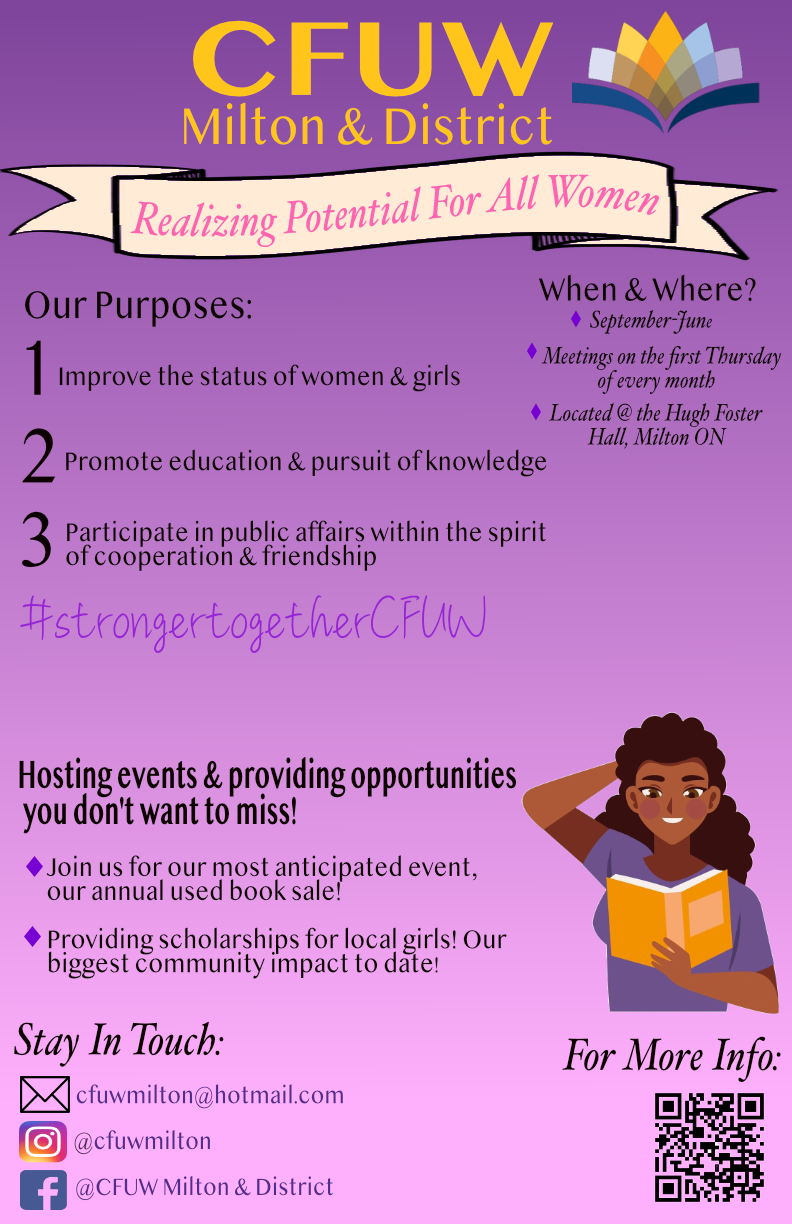 CFUW
Milton & District
Realizing Potential For All Women
Our Purposes:
1 Improve the status of women & girls
2 Promote education & pursuit of knowledge
3 Participate in public affairs within the spirit
of cooperation & friendship
#strongertogetherCFUW
When & Where?
September-June
Meetings on the first Thursday
of every month
Located @ the Hugh Foster
Hall, Milton ON
Hosting events & providing opportunities
you don't want to miss!
Join us for our most anticipated event,
our annual used book sale!
Providing scholarships for local girls! Our
biggest community impact to date!
Stay In Touch:
cfuwmilton@hotmail.com
@cfuwmilton
@CFUW Milton & District
For More Info: